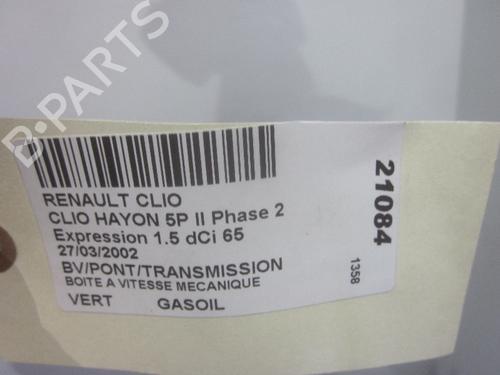 B-PARTS
RENAULT CLIO
CLIO HAYON 5P II Phase 2
Expression 1.5 dCi 65
27/03/2002
BV/PONT/TRANSMISSION
BOITE A VITESSE MECANIQUE
VERT GASOIL
21084
1358